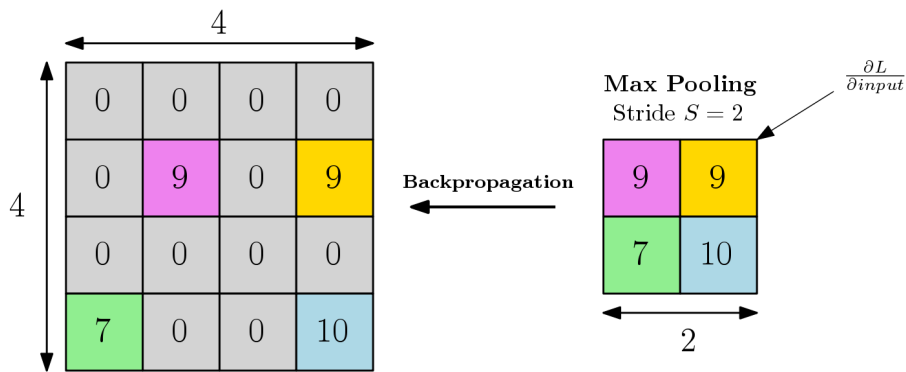 4
4
0 0 0 0
0 9 0 9
0 0 0 0
7 0 0 10
Backpropagation
Max Pooling
Stride S = 2
∂L
∂input
9 9
7 10
2